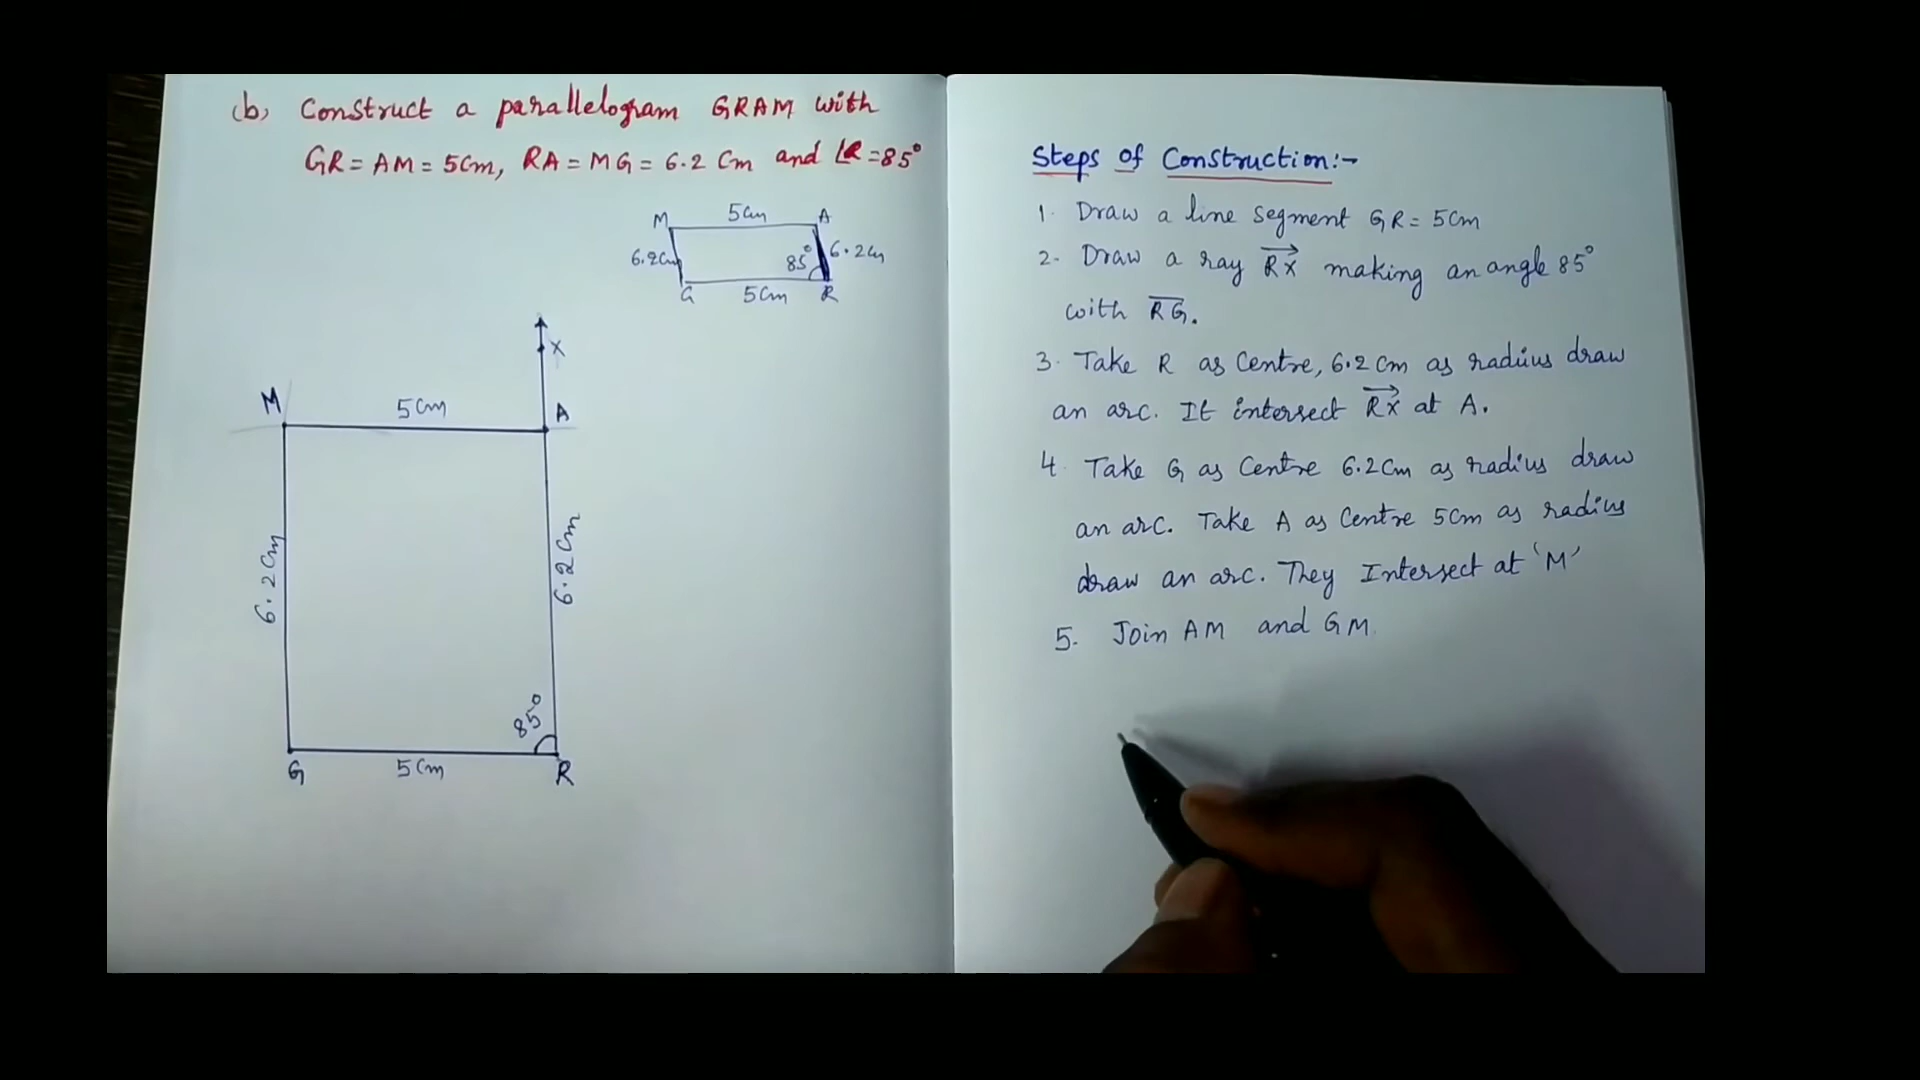 (b) Construct a parallelogram GRAM with
GR = AM = 5cm, RA = MG = 6.2 Cm and ∠R = 85°
M 5cm A
6.2cm 85° 6.2cm
G 5cm R
X
M 5cm A
6.2cm 6.2cm
85°
G 5cm R
Steps of Construction:-
1. Draw a line segment GR = 5cm
2. Draw a ray RX making an angle 85°
with RG.
3. Take R as Centre, 6.2 cm as radius draw
an arc. It intersect RX at A.
4. Take G as Centre 6.2cm as radius draw
an arc. Take A as Centre 5cm as radius
draw an arc. They Intersect at 'M'
5. Join AM and GM.